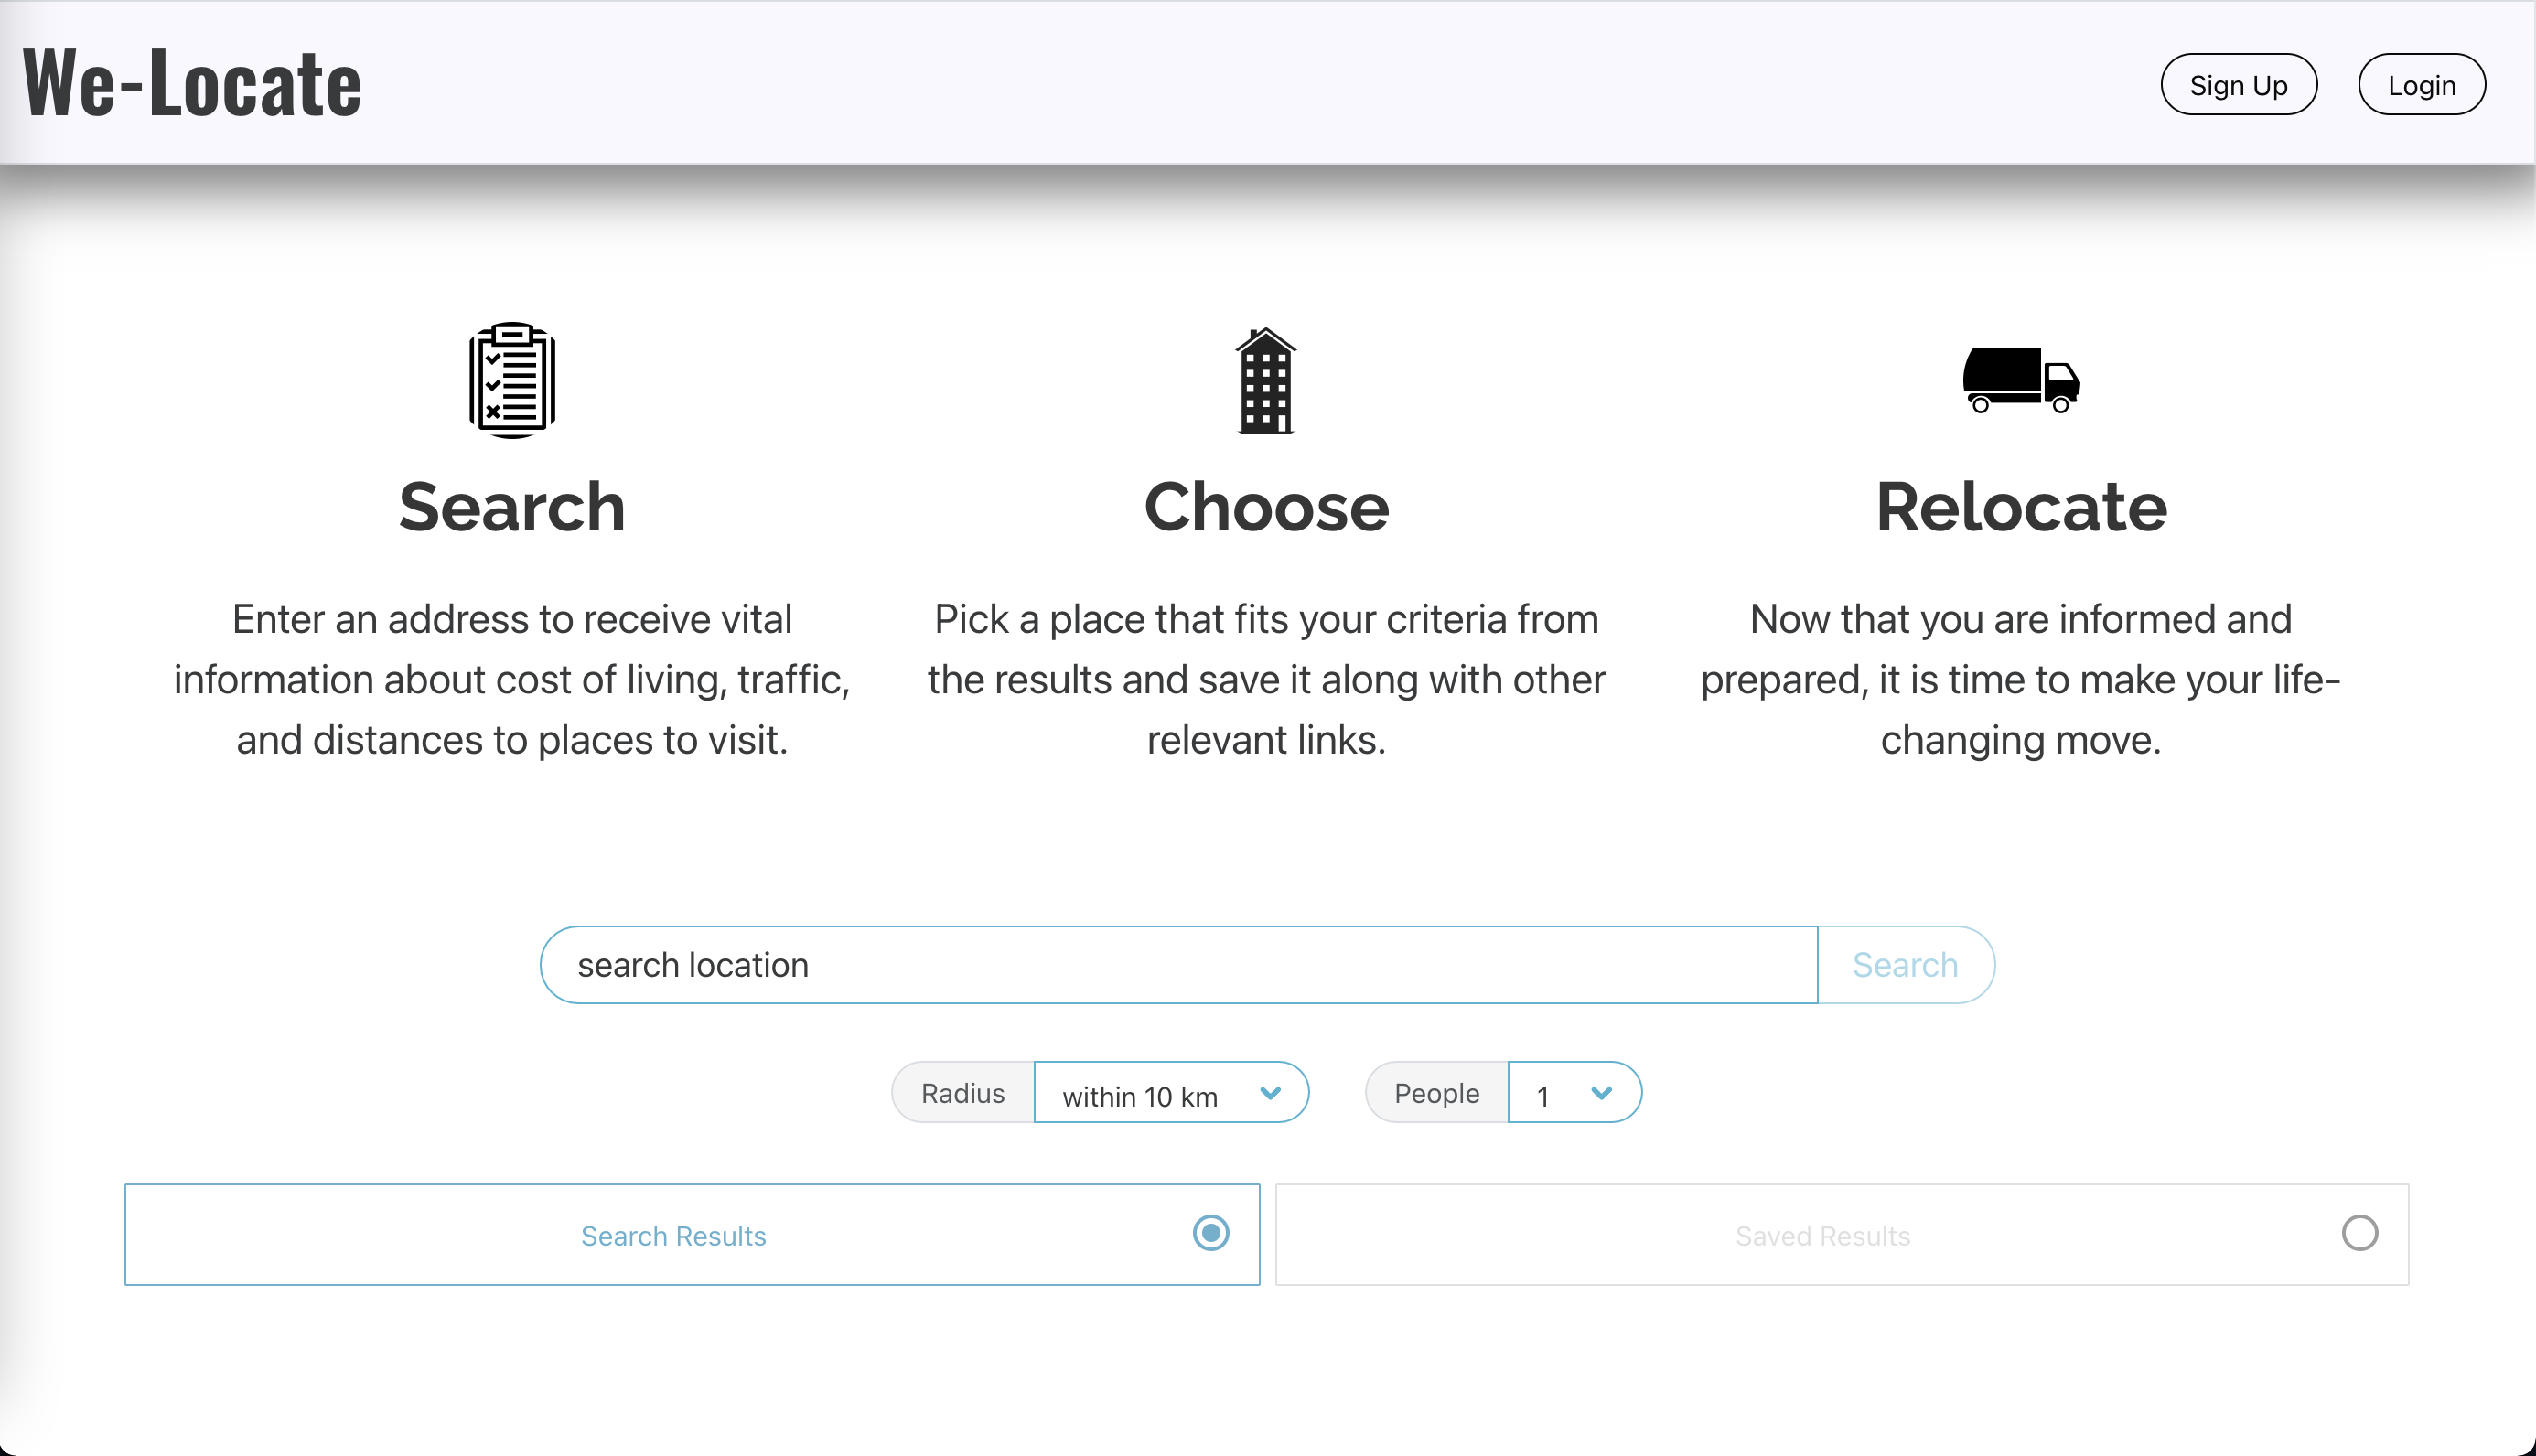 We-Locate
Sign Up
Login
Search
Enter an address to receive vital
information about cost of living, traffic,
and distances to places to visit.
Choose
Pick a place that fits your criteria from
the results and save it along with other
relevant links.
Relocate
Now that you are informed and
prepared, it is time to make your life-
changing move.
search location
Search
Radius
within 10 km
People
1
Search Results
Saved Results